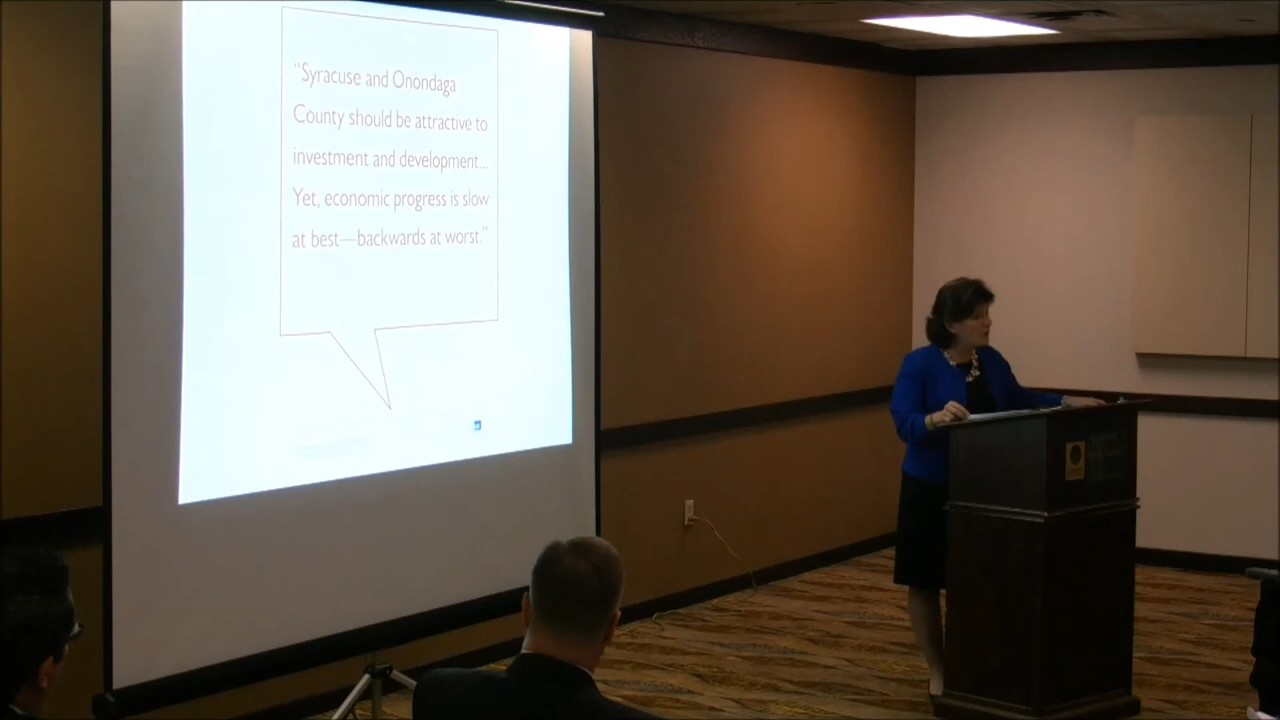 “Syracuse and Onondaga
County should be attractive to
investment and development...
Yet, economic progress is slow
at best—backwards at worst.”